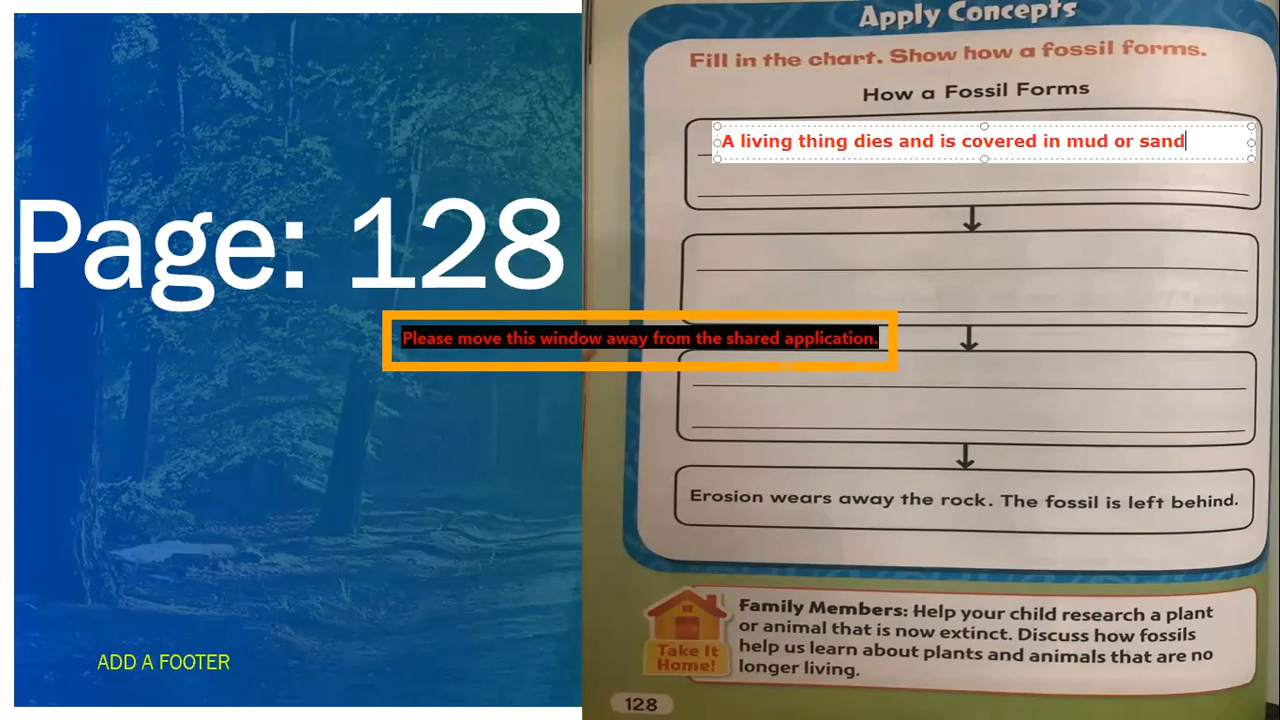 Page: 128
Please move this window away from the shared application.
ADD A FOOTER
Apply Concepts
Fill in the chart. Show how a fossil forms.
How a Fossil Forms
A living thing dies and is covered in mud or sand
Erosion wears away the rock. The fossil is left behind.
Take It
Home!
Family Members: Help your child research a plant
or animal that is now extinct. Discuss how fossils
help us learn about plants and animals that are no
longer living.
128